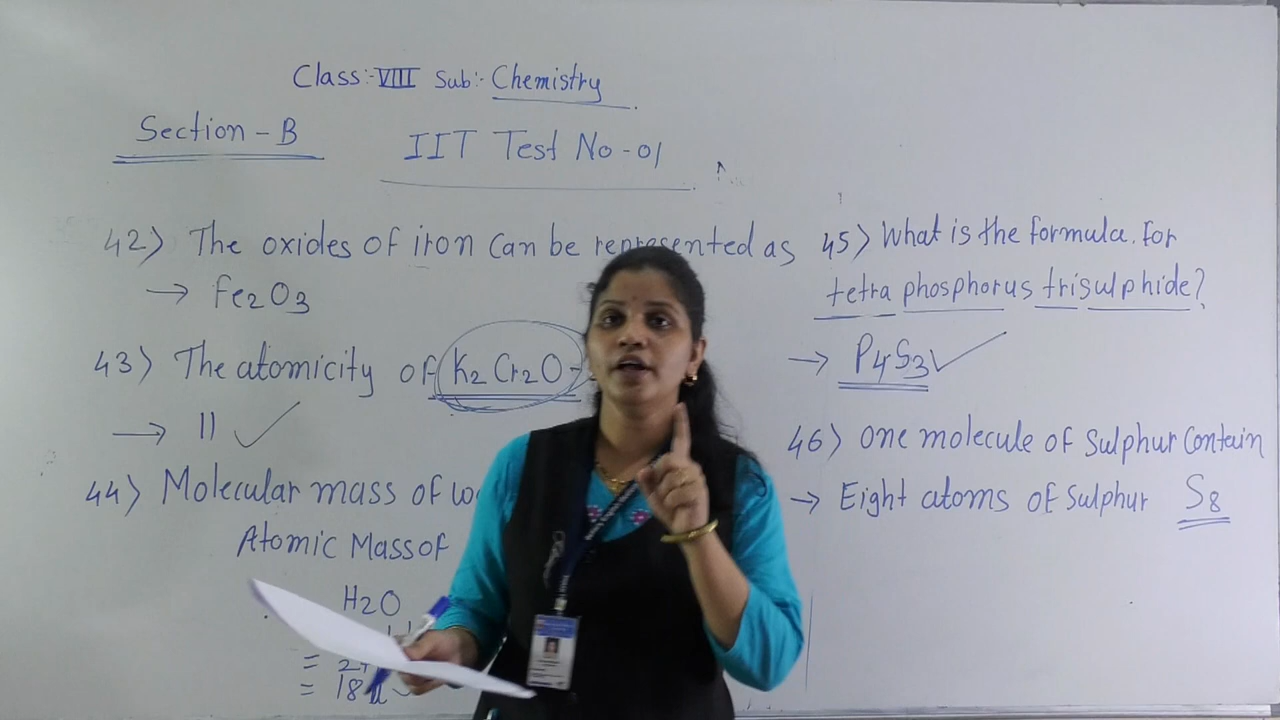 Class:- VIII Sub:- Chemistry
Section - B
IIT Test No - 01
42) The oxides of iron can be represented as
→ Fe2O3
43) The atomicity of K2Cr2O
→ 11 ✓
44) Molecular mass of
Atomic Mass of
H2O
=
= 18
45) What is the formula. For
tetra phosphorus trisulphide?
→ P4S3 ✓
46) One molecule of Sulphur Contain
→ Eight atoms of Sulphur S8